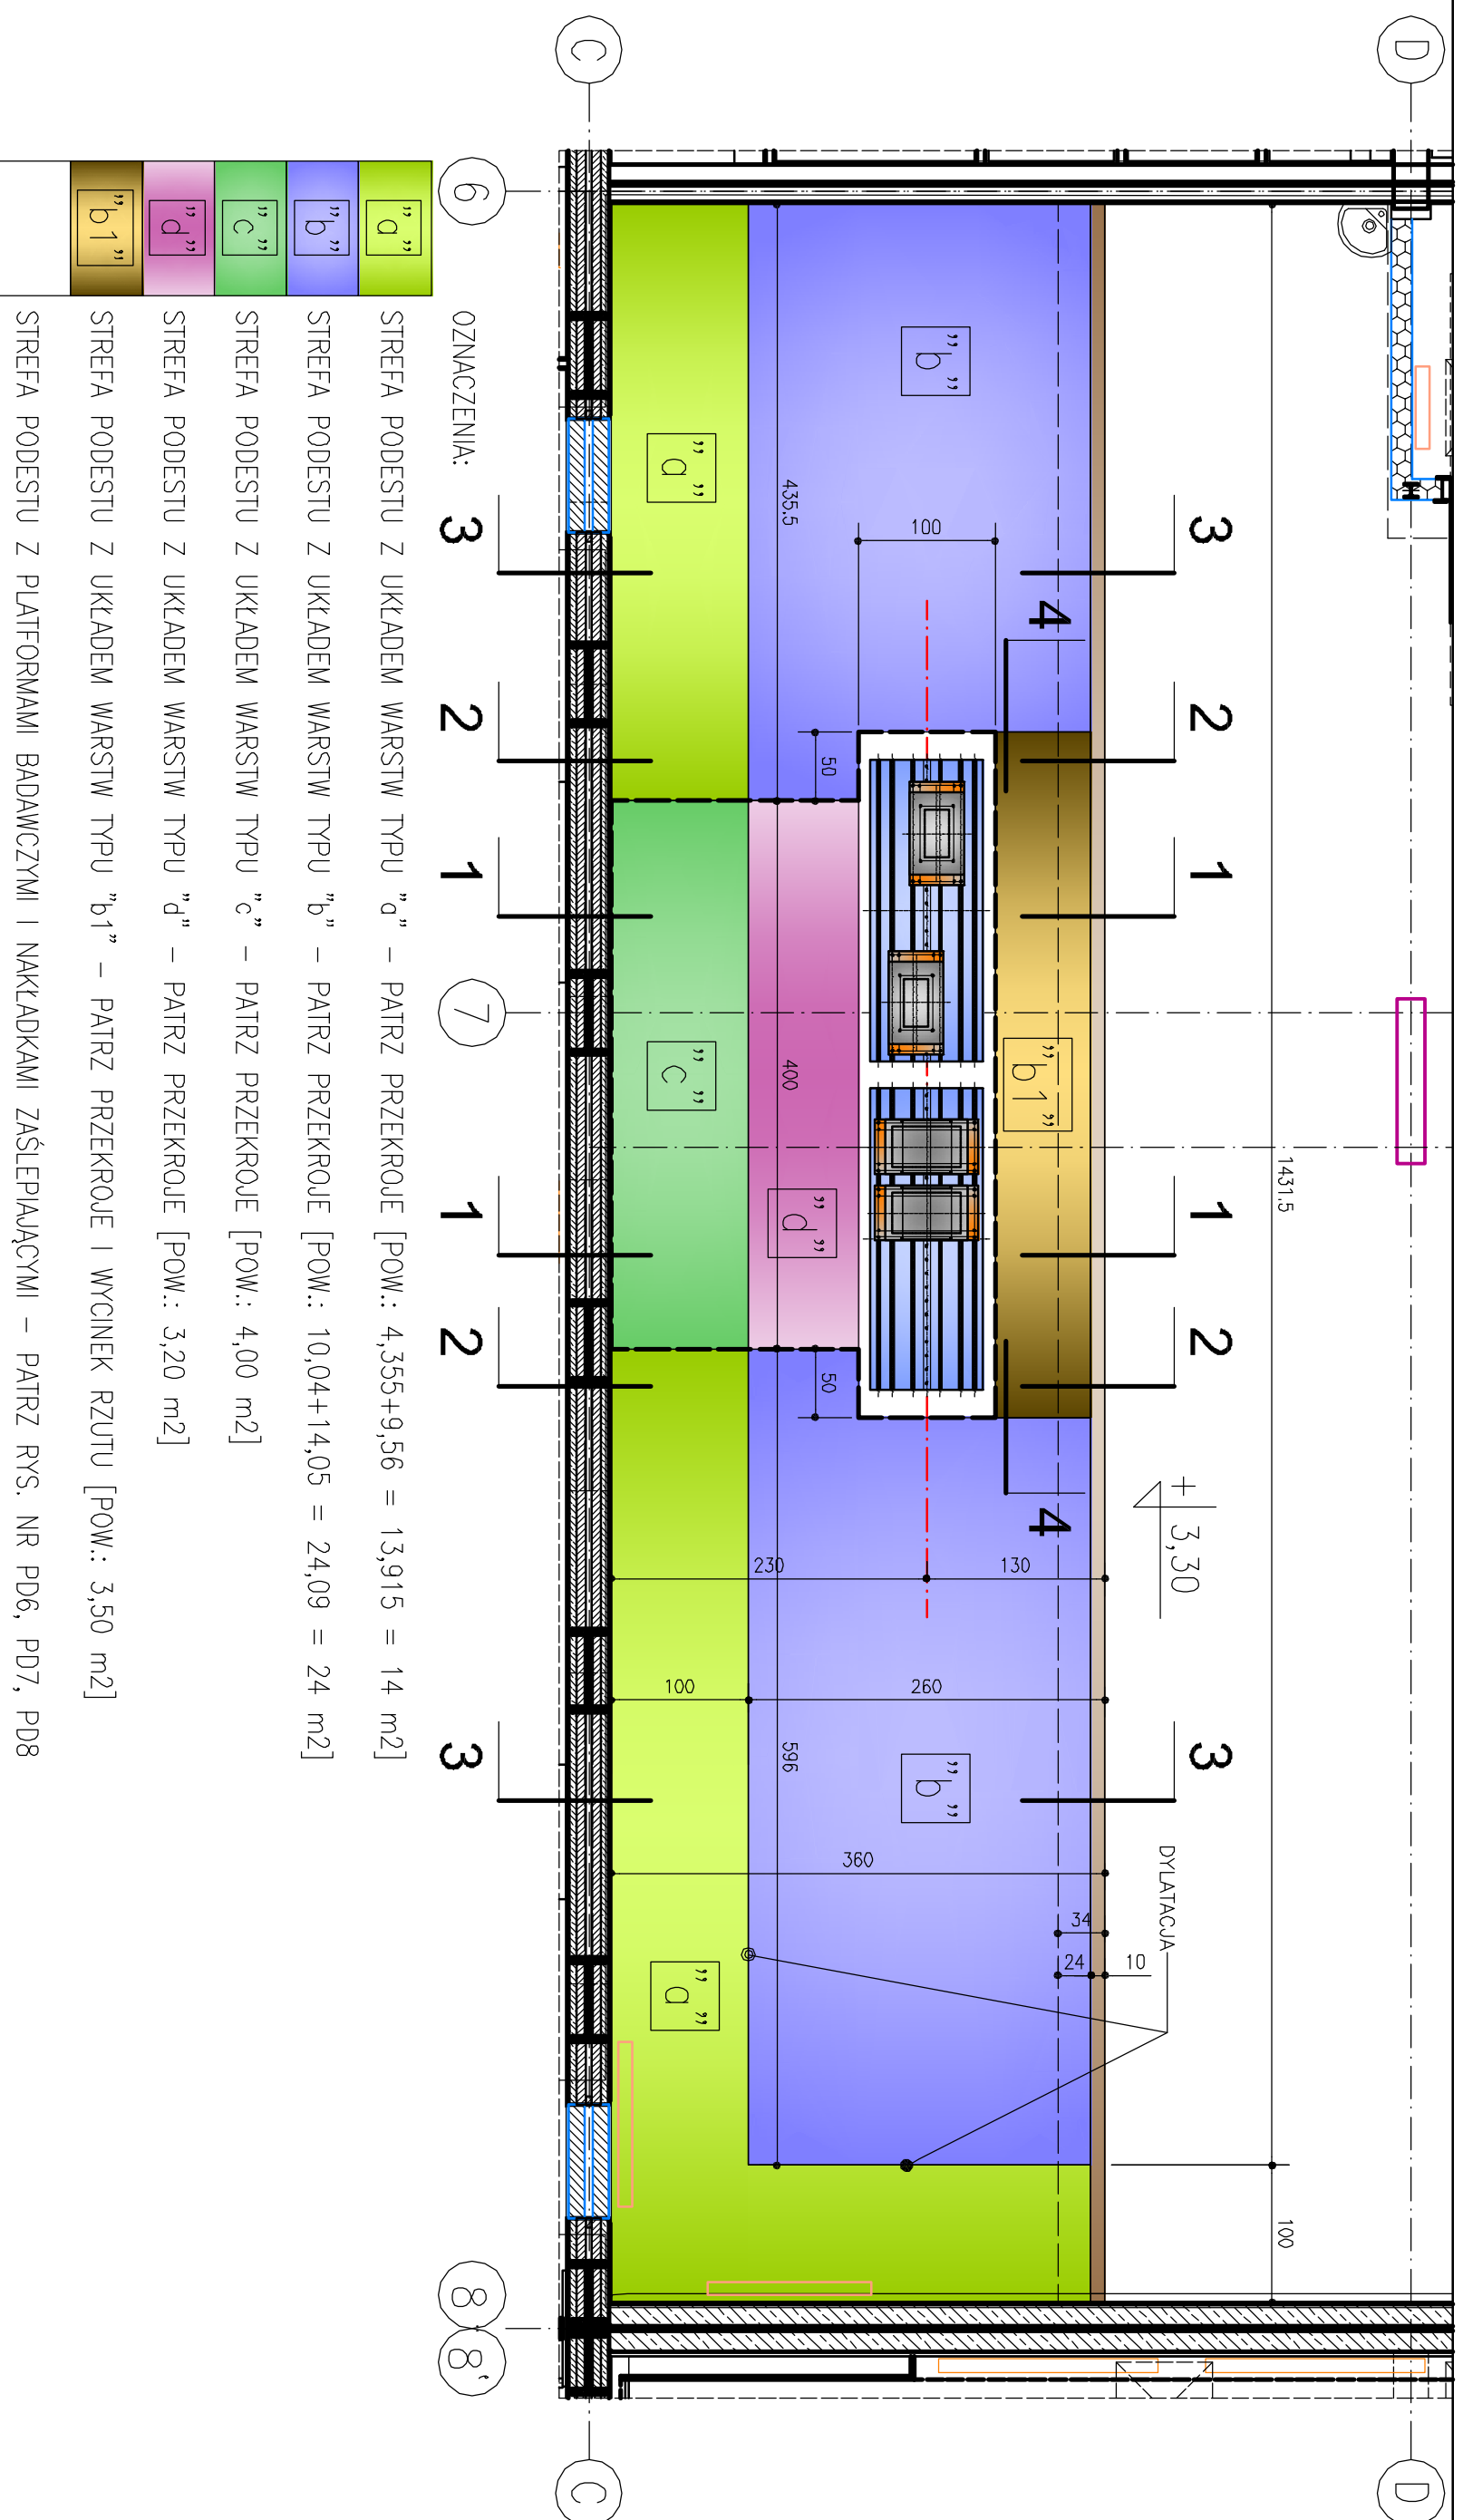 D
D
C
C
6
7
8
8'
3
2
1
1
2
3
3
2
1
1
2
3
4
4
"b"
"a"
435,5
100
50
"b1"
"c"
400
"d"
1431,5
50
+ 3,30
230
130
100
260
596
"b"
360
DYLATACJA
34
24
10
"a"
100
OZNACZENIA:
"a" STREFA PODESTU Z UKŁADEM WARSTW TYPU "a" – PATRZ PRZEKROJE [POW.: 4,355+9,56 = 13,915 = 14 m2]
"b" STREFA PODESTU Z UKŁADEM WARSTW TYPU "b" – PATRZ PRZEKROJE [POW.: 10,04+14,05 = 24,09 = 24 m2]
"c" STREFA PODESTU Z UKŁADEM WARSTW TYPU "c" – PATRZ PRZEKROJE [POW.: 4,00 m2]
"d" STREFA PODESTU Z UKŁADEM WARSTW TYPU "d" – PATRZ PRZEKROJE [POW.: 3,20 m2]
"b1" STREFA PODESTU Z UKŁADEM WARSTW TYPU "b1" – PATRZ PRZEKROJE I WYCINEK RZUTU [POW.: 3,50 m2]
STREFA PODESTU Z PLATFORMAMI BADAWCZYMI I NAKŁADKAMI ZAŚLEPIAJĄCYMI – PATRZ RYS. NR PD6, PD7, PD8